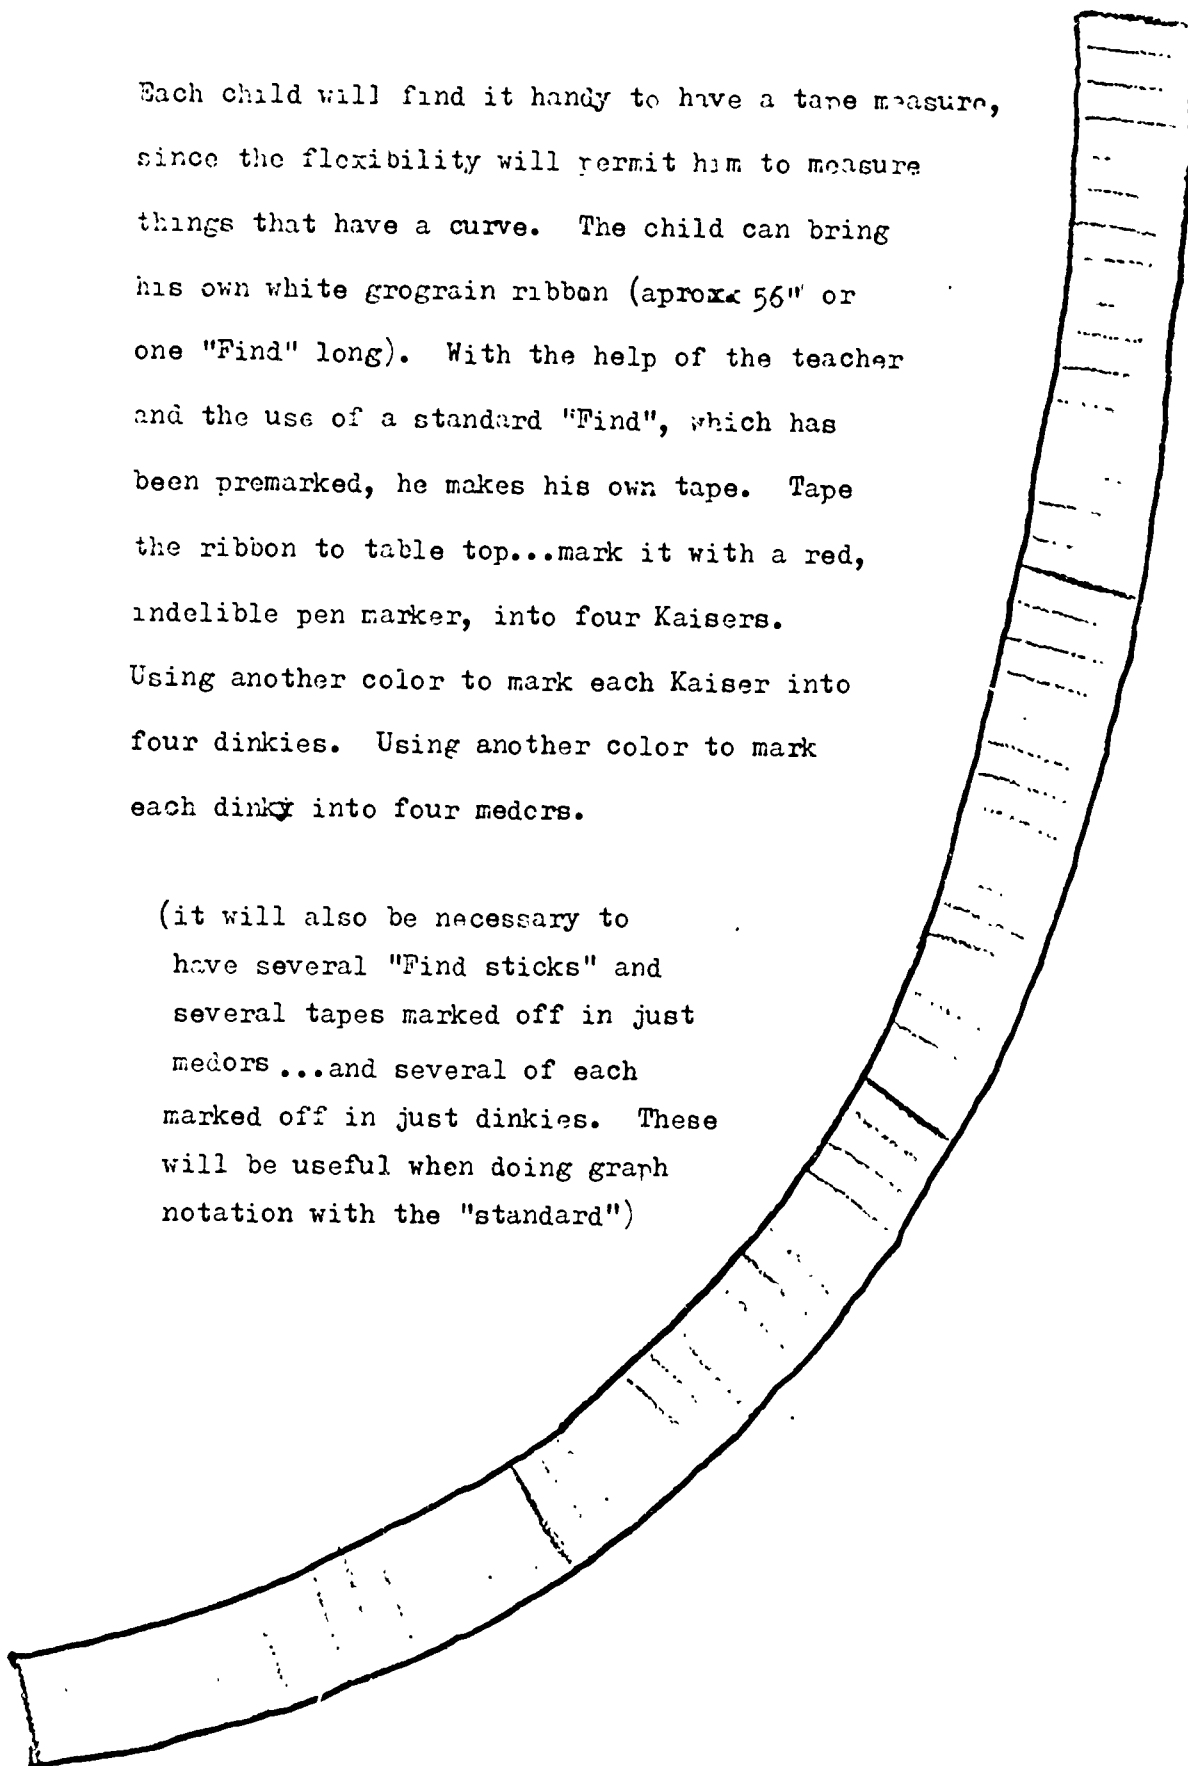 Each child will find it handy to have a tape measure,
since the flexibility will permit him to measure
things that have a curve. The child can bring
his own white grograin ribbon (aprox. 56" or
one "Find" long). With the help of the teacher
and the use of a standard "Find", which has
been premarked, he makes his own tape. Tape
the ribbon to table top...mark it with a red,
indelible pen marker, into four Kaisers.
Using another color to mark each Kaiser into
four dinkies. Using another color to mark
each dinky into four medors.
(it will also be necessary to
have several "Find sticks" and
several tapes marked off in just
medors...and several of each
marked off in just dinkies. These
will be useful when doing graph
notation with the "standard")